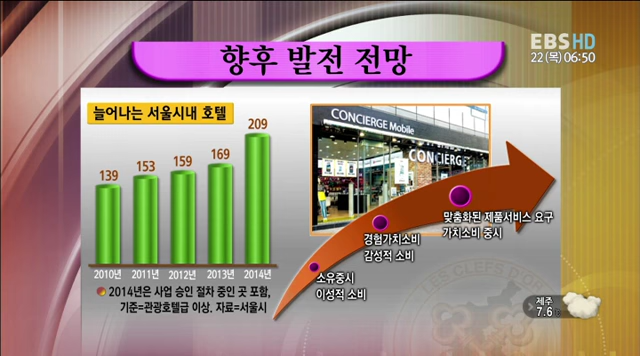 EBS HD
22(목) 06:50
향후 발전 전망
늘어나는 서울시내 호텔
139
153
159
169
209
2010년
2011년
2012년
2013년
2014년
2014년은 사업 승인 절차 중인 곳 포함,
기준=관광호텔급 이상. 자료=서울시
CONCIERGE Mobile
CONCIERGE
소유중시
이성적 소비
경험가치소비
감성적 소비
맞춤화된 제품서비스 요구
가치소비 중시
CLEFS D'O
제주
7.6